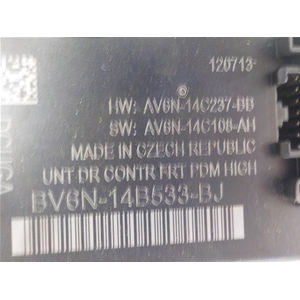 120713-
HW: AV6N-14C237-BB
SW: AV6N-14C108-AH
MADE IN CZECH REPUBLIC
UNT DR CONTR FRT PDM HIGH
BV6N-14B533-BJ